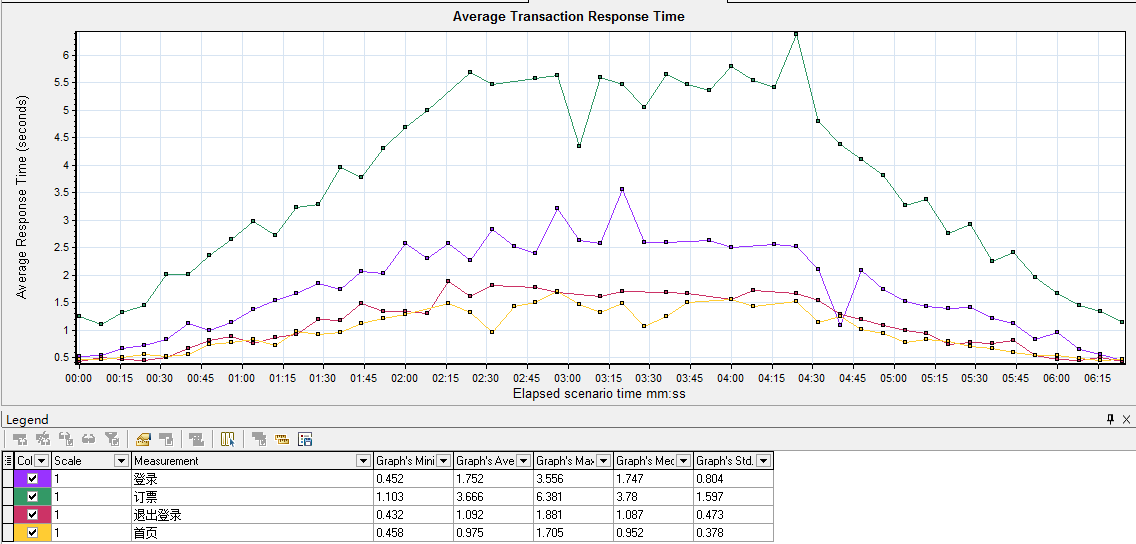 Average Transaction Response Time
Average Response Time (seconds)
6
5.5
5
4.5
4
3.5
3
2.5
2
1.5
1
0.5
00:00 00:15 00:30 00:45 01:00 01:15 01:30 01:45 02:00 02:15 02:30 02:45 03:00 03:15 03:30 03:45 04:00 04:15 04:30 04:45 05:00 05:15 05:30 05:45 06:00 06:15
Elapsed scenario time mm:ss
Legend
Col Scale Measurement Graph's Mini Graph's Ave Graph's Max Graph's Med Graph's Std.
1 登录 0.452 1.752 3.556 1.747 0.804
1 订票 1.103 3.666 6.381 3.78 1.597
1 退出登录 0.432 1.092 1.881 1.087 0.473
1 首页 0.458 0.975 1.705 0.952 0.378